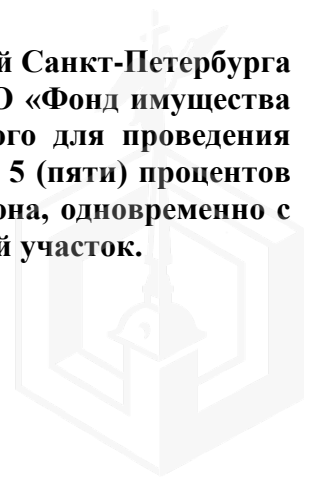 й Санкт-Петербурга
О «Фонд имущества
ого для проведения
5 (пяти) процентов
она, одновременно с
й участок.